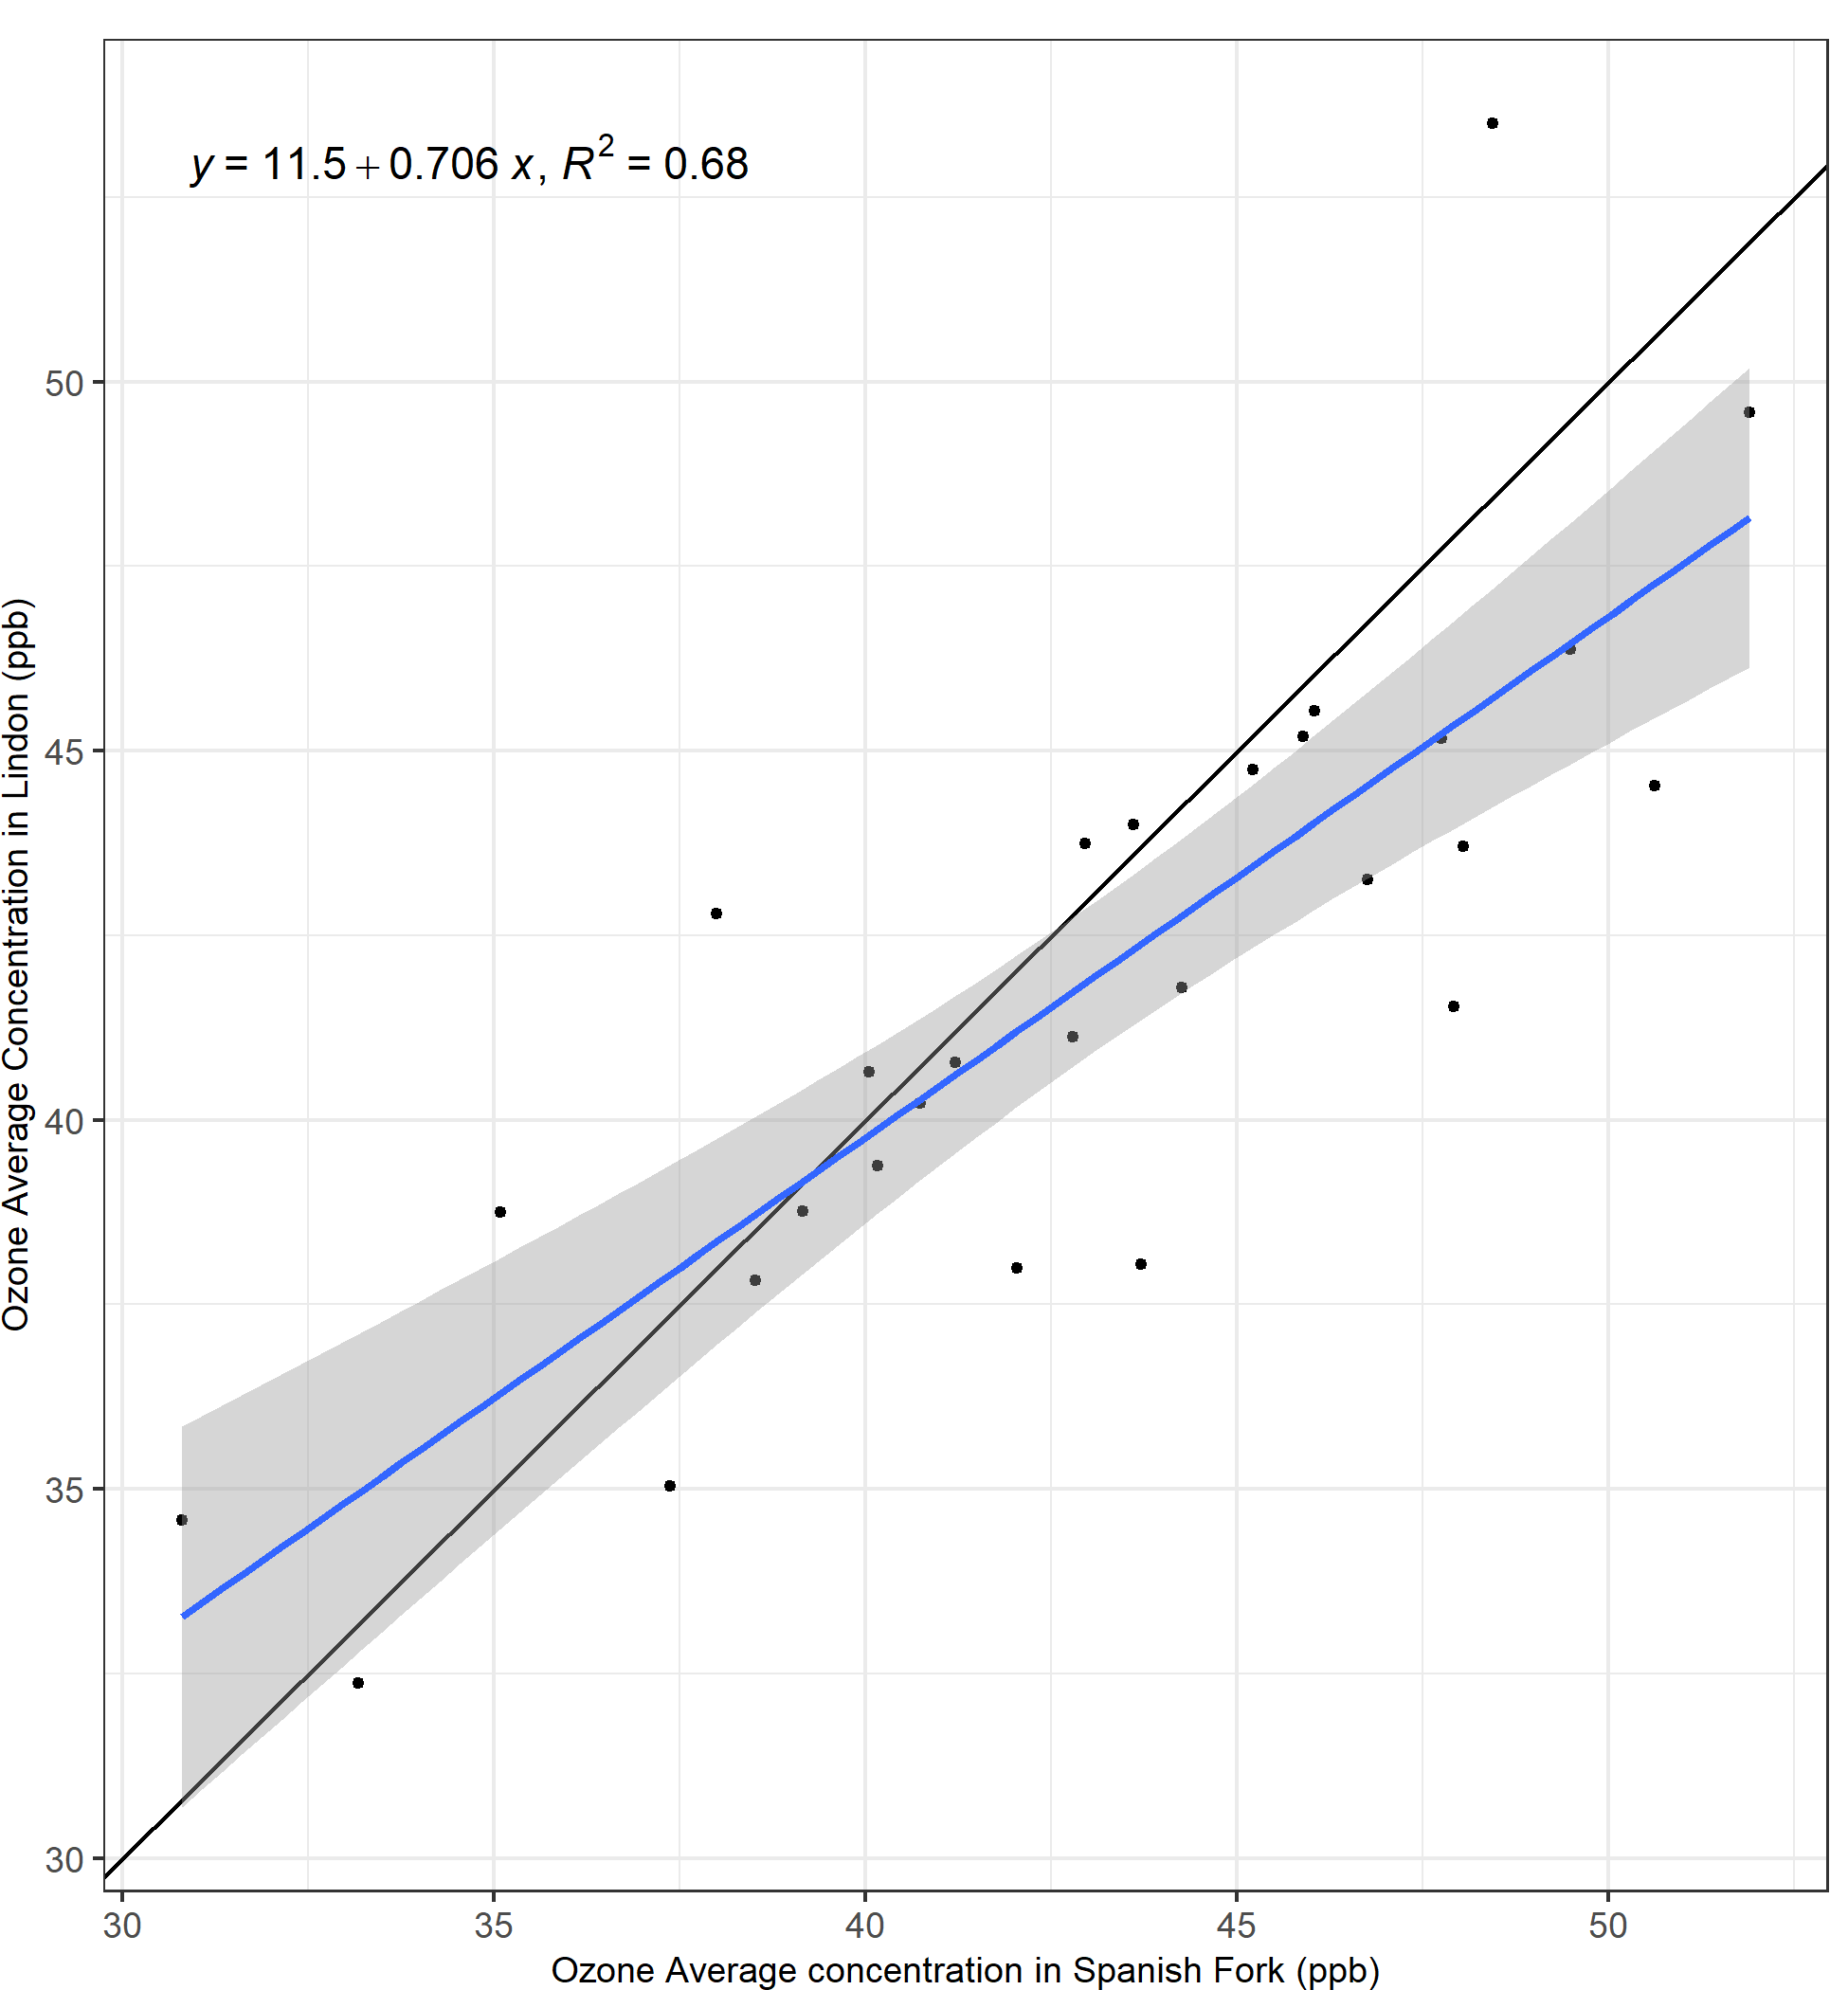 y = 11.5 + 0.706 x, R² = 0.68
Ozone Average Concentration in Lindon (ppb)
50
45
40
35
30
30 35 40 45 50
Ozone Average concentration in Spanish Fork (ppb)